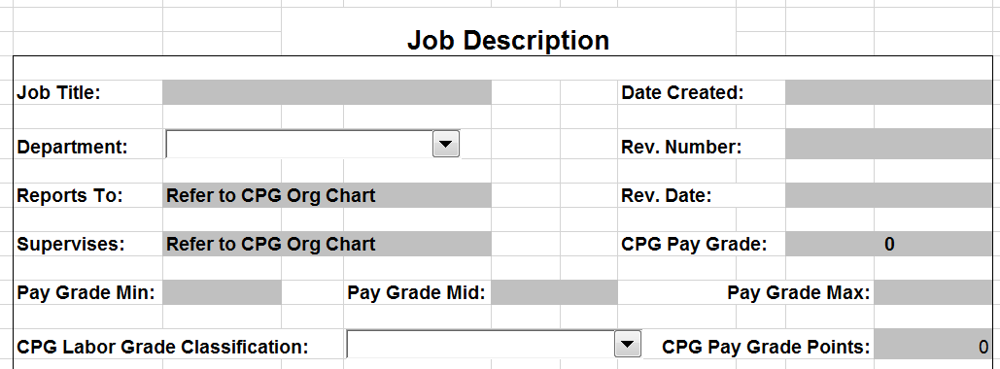 Job Description
Job Title: Date Created:
Department: Rev. Number:
Reports To: Refer to CPG Org Chart Rev. Date:
Supervises: Refer to CPG Org Chart CPG Pay Grade: 0
Pay Grade Min: Pay Grade Mid: Pay Grade Max:
CPG Labor Grade Classification: CPG Pay Grade Points: 0